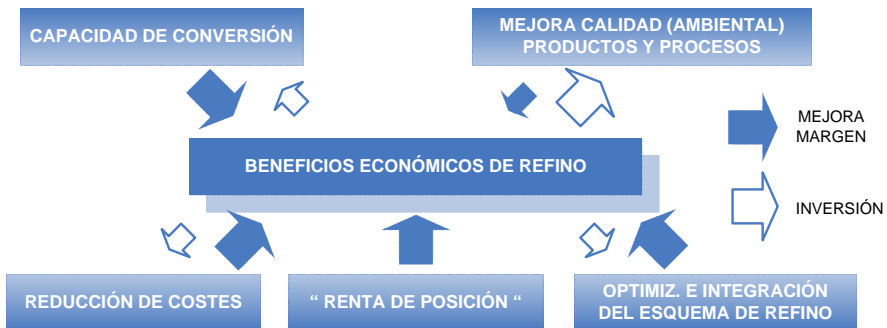 CAPACIDAD DE CONVERSIÓN
MEJORA CALIDAD (AMBIENTAL)
PRODUCTOS Y PROCESOS
MEJORA
MARGEN
BENEFICIOS ECONÓMICOS DE REFINO
INVERSIÓN
REDUCCIÓN DE COSTES
“ RENTA DE POSICIÓN “
OPTIMIZ. E INTEGRACIÓN
DEL ESQUEMA DE REFINO